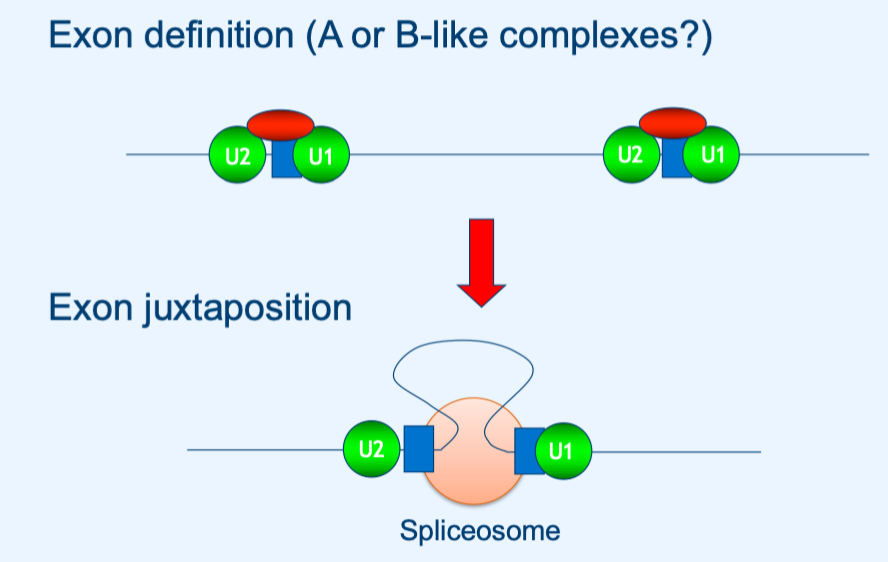 Exon definition (A or B-like complexes?)
U2 U1 U2 U1
Exon juxtaposition
U2 U1
Spliceosome